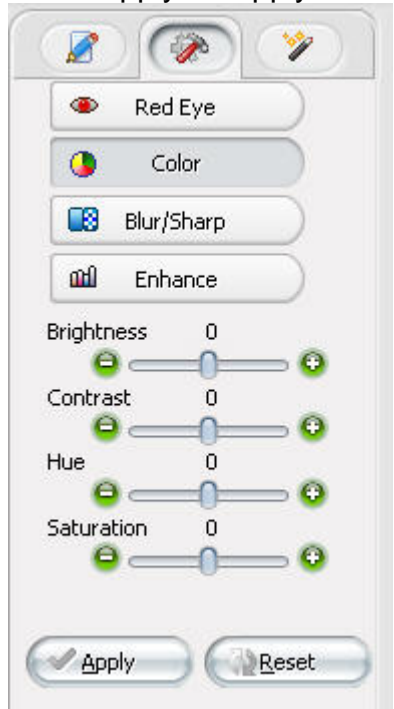 Red Eye
Color
Blur/Sharp
Enhance
Brightness 0
Contrast 0
Hue 0
Saturation 0
Apply Reset